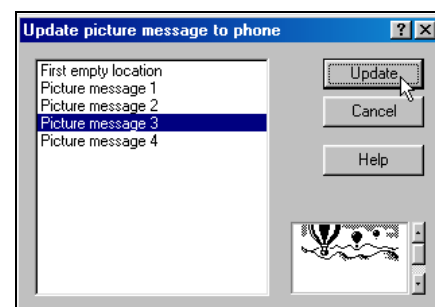 Update picture message to phone
First empty location
Picture message 1
Picture message 2
Picture message 3
Picture message 4
Update
Cancel
Help